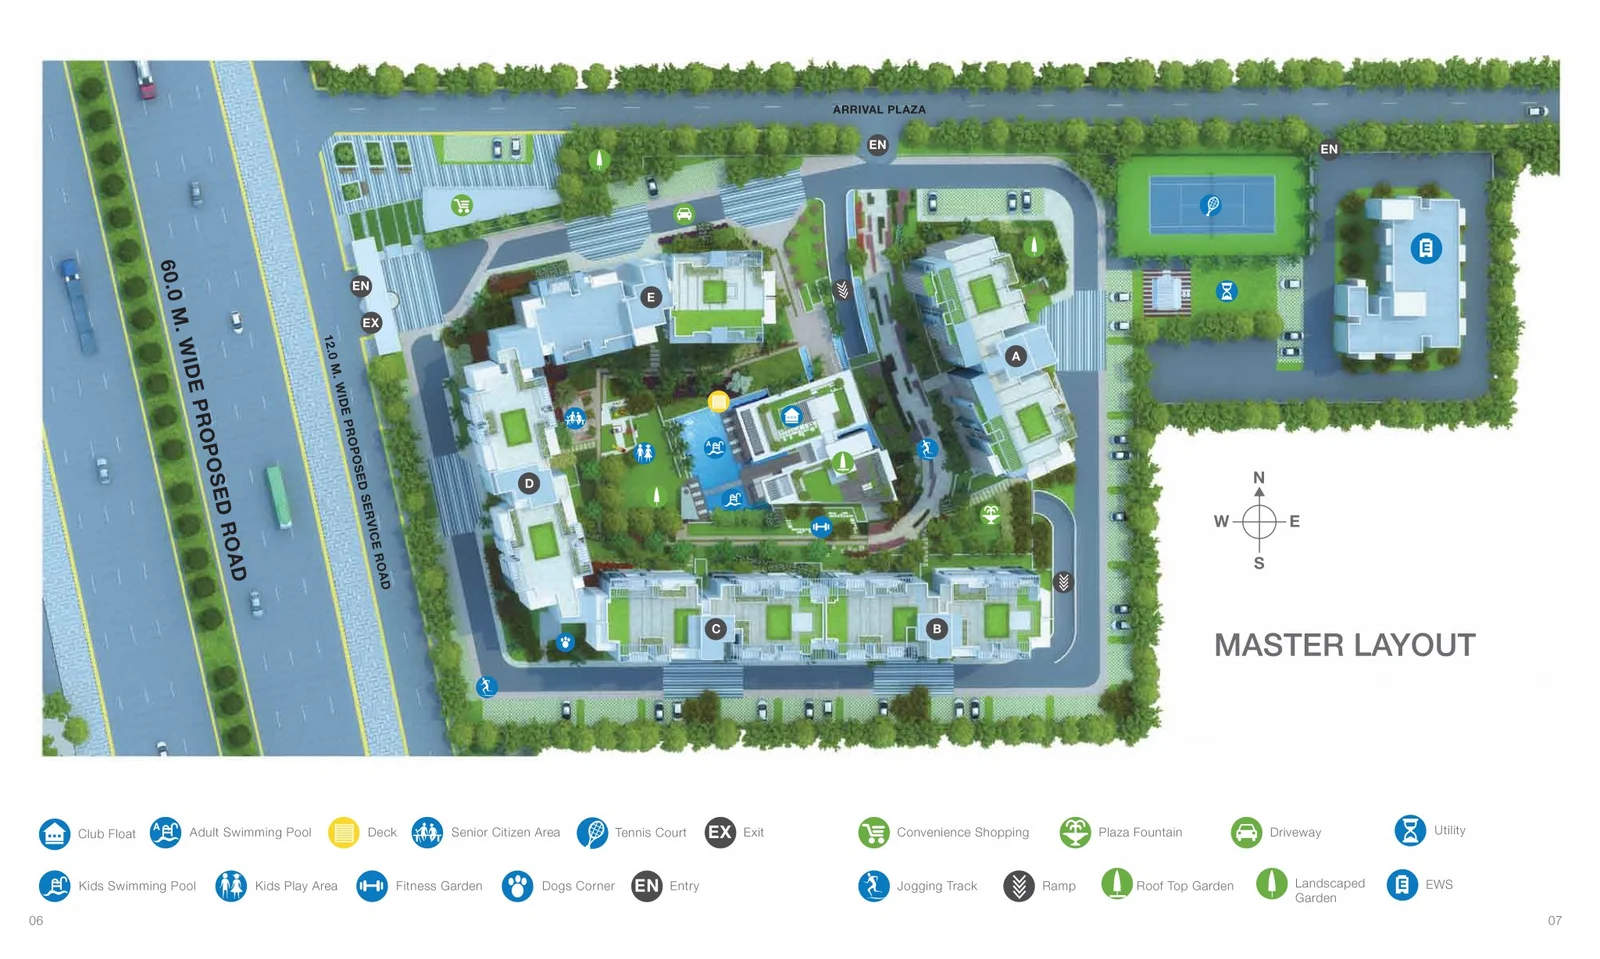 ARRIVAL PLAZA
EN
EN
E
EN
EX
E
A
A
D
60.0 M. WIDE PROPOSED ROAD
12.0 M. WIDE PROPOSED SERVICE ROAD
C
B
N
W E
S
MASTER LAYOUT
Club Float
A
Adult Swimming Pool
Deck
Senior Citizen Area
Tennis Court
EX
Exit
Convenience Shopping
Plaza Fountain
Driveway
Utility
Kids Swimming Pool
Kids Play Area
Fitness Garden
Dogs Corner
EN
Entry
Jogging Track
Ramp
Roof Top Garden
Landscaped
Garden
E
EWS
06
07